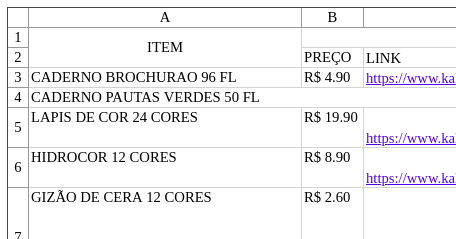 A B
1 ITEM
2 PREÇO LINK
3 CADERNO BROCHURAO 96 FL R$ 4.90 https://www.ka
4 CADERNO PAUTAS VERDES 50 FL
5 LAPIS DE COR 24 CORES R$ 19.90 https://www.ka
6 HIDROCOR 12 CORES R$ 8.90 https://www.ka
7 GIZÃO DE CERA 12 CORES R$ 2.60